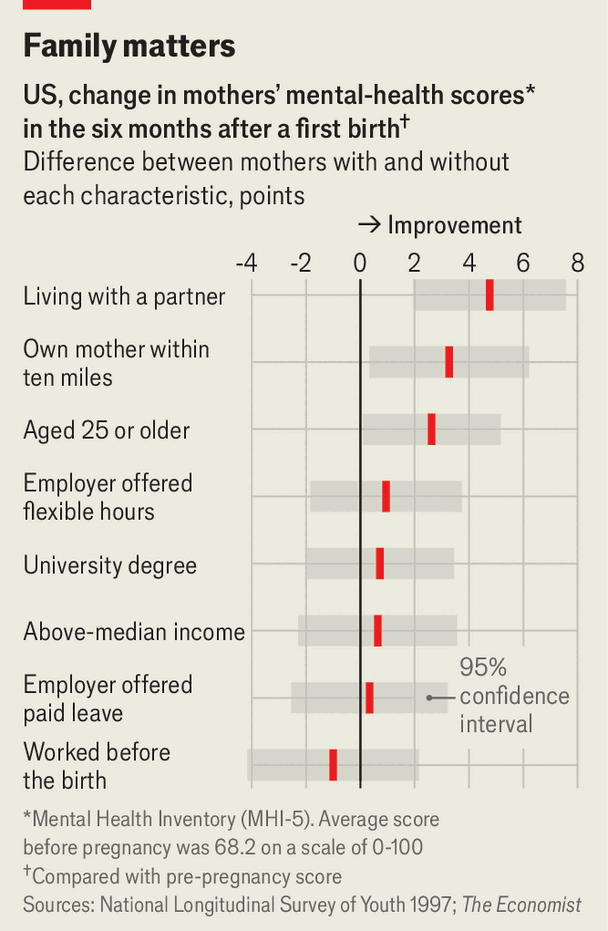 Family matters
US, change in mothers’ mental-health scores*
in the six months after a first birth†
Difference between mothers with and without
each characteristic, points
→ Improvement
-4 -2 0 2 4 6 8
Living with a partner
Own mother within
ten miles
Aged 25 or older
Employer offered
flexible hours
University degree
Above-median income
Employer offered
paid leave
95%
confidence
interval
Worked before
the birth
*Mental Health Inventory (MHI-5). Average score
before pregnancy was 68.2 on a scale of 0-100
†Compared with pre-pregnancy score
Sources: National Longitudinal Survey of Youth 1997; The Economist